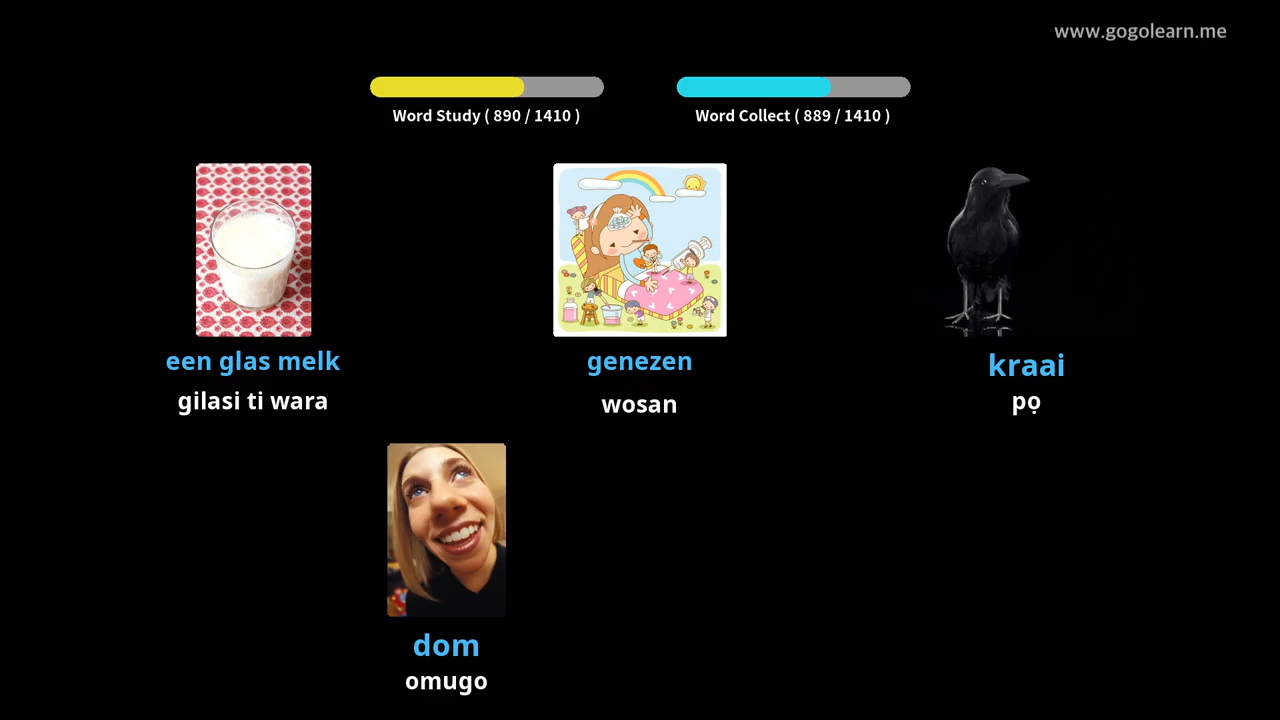 www.gogolearn.me
Word Study ( 890 / 1410 )
Word Collect ( 889 / 1410 )
een glas melk
gilasi ti wara
genezen
wosan
kraai
pọ
dom
omugo